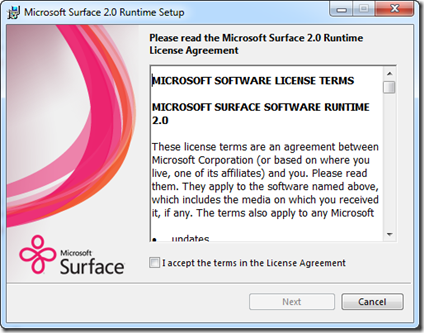 Microsoft Surface 2.0 Runtime Setup
Please read the Microsoft Surface 2.0 Runtime
License Agreement
MICROSOFT SOFTWARE LICENSE TERMS
MICROSOFT SURFACE SOFTWARE RUNTIME
2.0
These license terms are an agreement between
Microsoft Corporation (or based on where you
live, one of its affiliates) and you. Please read
them. They apply to the software named above,
which includes the media on which you received
it, if any. The terms also apply to any Microsoft
• updates
Microsoft
Surface
I accept the terms in the License Agreement
Next
Cancel